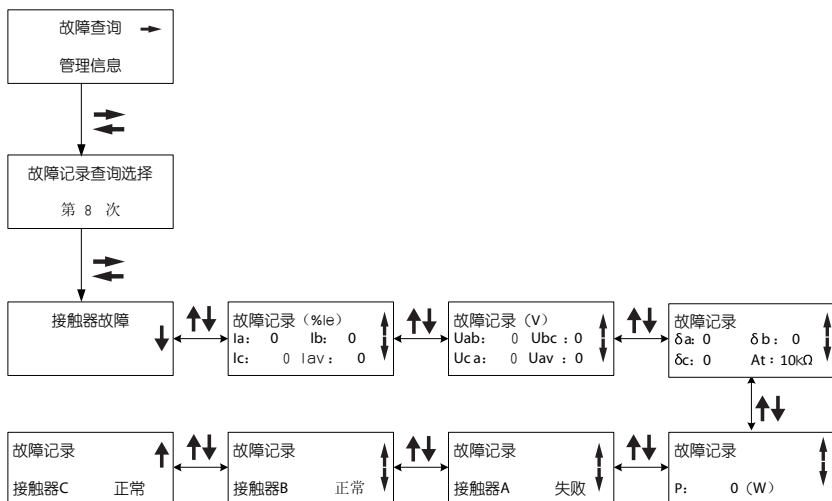 故障查询
管理信息
故障记录查询选择
第 8 次
接触器故障
故障记录（%Ie）
Ia： 0 Ib： 0
Ic： 0 Iav： 0
故障记录（V）
Uab： 0 Ubc：0
Uca： 0 Uav：0
故障记录
δa：0 δb：0
δc：0 At：10kΩ
故障记录
接触器C 正常
故障记录
接触器B 正常
故障记录
接触器A 失败
故障记录
P： 0（W）